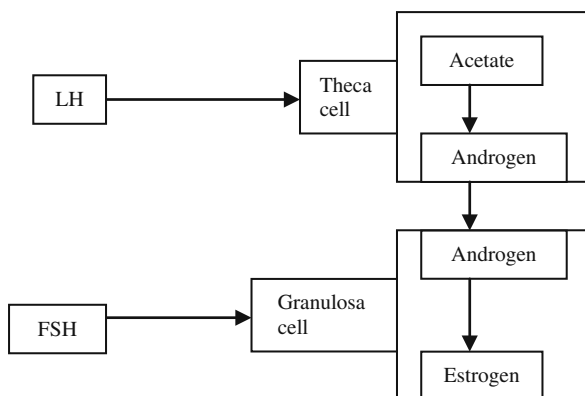 Acetate
LH
Theca
cell
Androgen
Androgen
Granulosa
cell
FSH
Estrogen